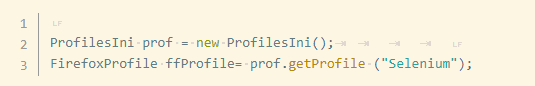 1
2 ProfilesIni prof = new ProfilesIni();
3 FirefoxProfile ffProfile= prof.getProfile ("Selenium");